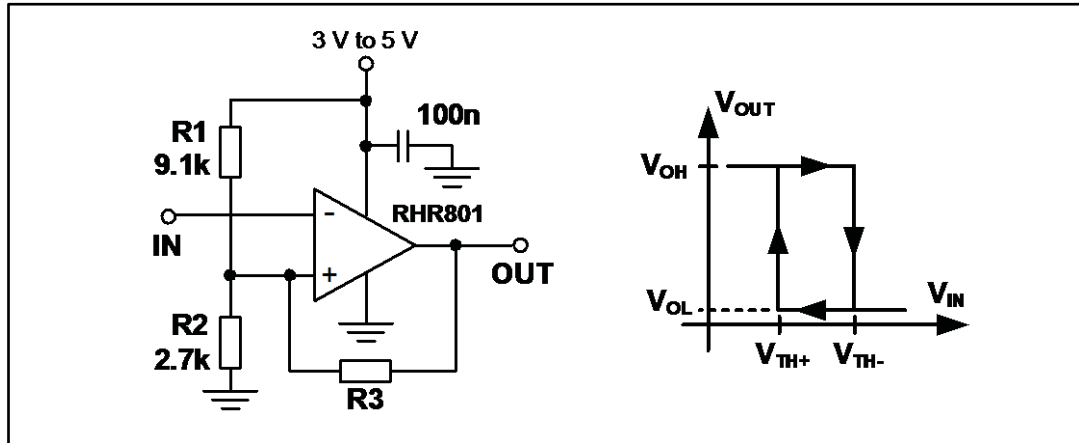 3 V to 5 V
R1
9.1k
100n
RHR801
-
IN
+
OUT
R2
2.7k
R3
VOUT
VOH
VOL
VIN
VTH+
VTH-